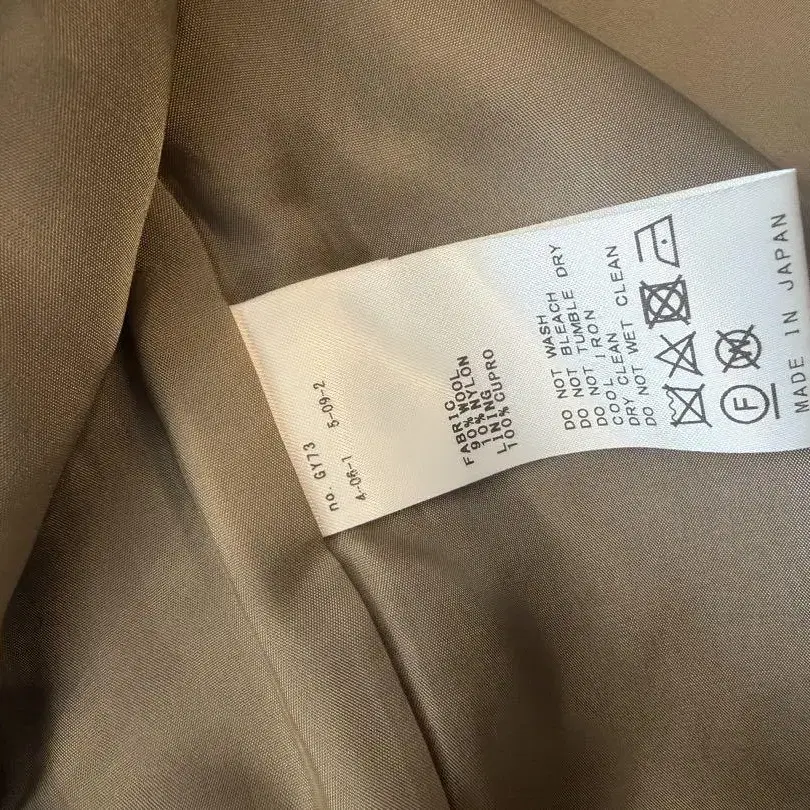 no. GY73
4-06-1 5-09-2
FABRIC
90%WOOL
10%NYLON
LINING
100%CUPRO
DO NOT WASH
DO NOT BLEACH
DO NOT TUMBLE DRY
DO NOT IRON
COOL
DRY CLEAN
DO NOT WET CLEAN
F
W
MADE IN JAPAN